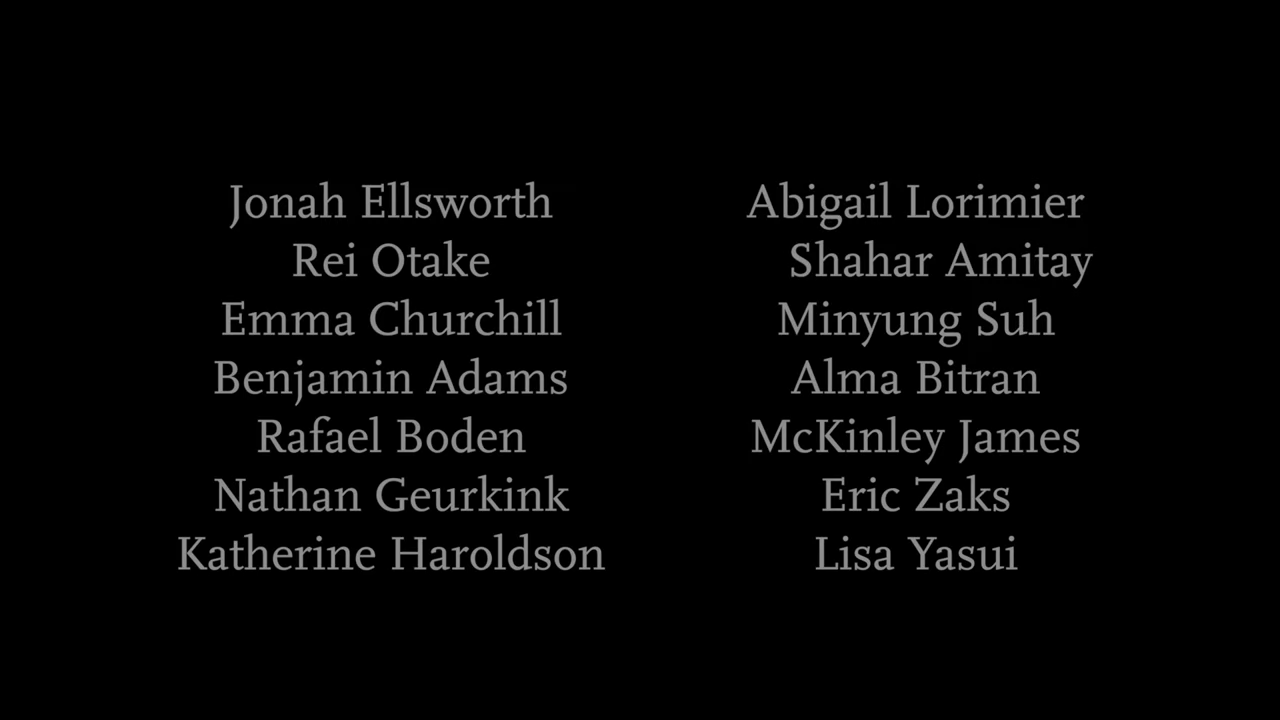 Jonah Ellsworth
Rei Otake
Emma Churchill
Benjamin Adams
Rafael Boden
Nathan Geurkink
Katherine Haroldson
Abigail Lorimier
Shahar Amitay
Minyung Suh
Alma Bitran
McKinley James
Eric Zaks
Lisa Yasui